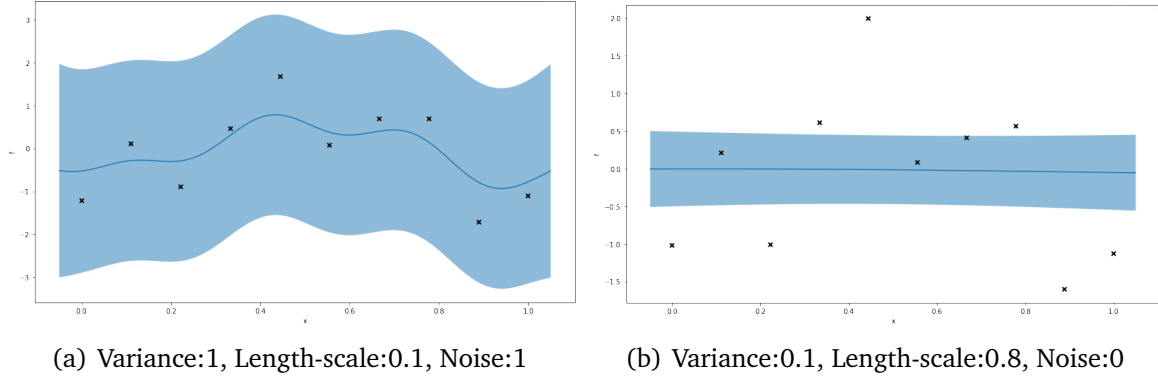 3
2
1
0
−1
−2
−3
f
0.0 0.2 0.4 0.6 0.8 1.0
x
2.0
1.5
1.0
0.5
0.0
−0.5
−1.0
−1.5
f
0.0 0.2 0.4 0.6 0.8 1.0
x
(a) Variance:1, Length-scale:0.1, Noise:1
(b) Variance:0.1, Length-scale:0.8, Noise:0